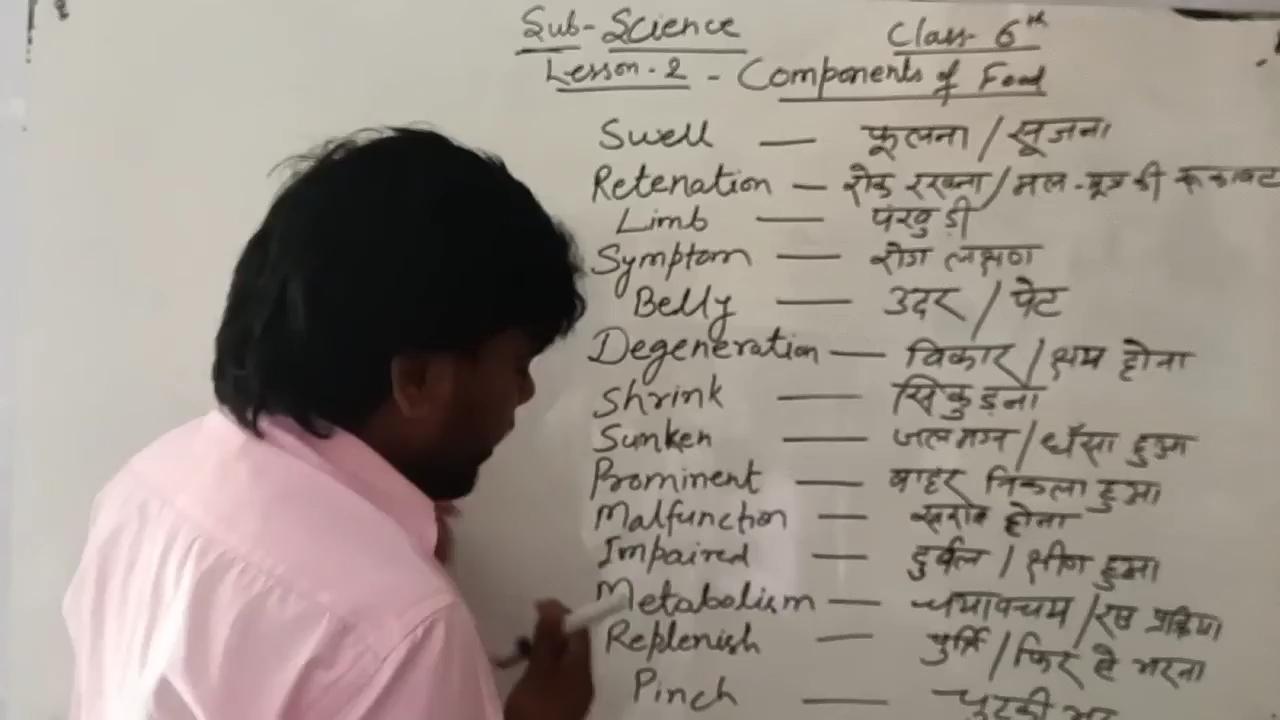 Sub- Science Class- 6th
Lesson-2 - Components of Food
Swell — फूलना / सूजना
Retenation — रोक रखना / मल-मूत्र की रूकावट
Limb — पंखुड़ी
Symptom — रोग लक्षण
Belly — उदर / पेट
Degeneration — विकार / क्षय होना
Shrink — सिकुड़ना
Sunken — जलमग्न / धँसा हुआ
Prominent — बाहर निकला हुआ
Malfunction — खराब होना
Impaired — दुर्बल / क्षीण हुआ
Metabolism — चयापचय /
Replenish — पुर्ति / फिर से भरना
Pinch — चुटकी भर